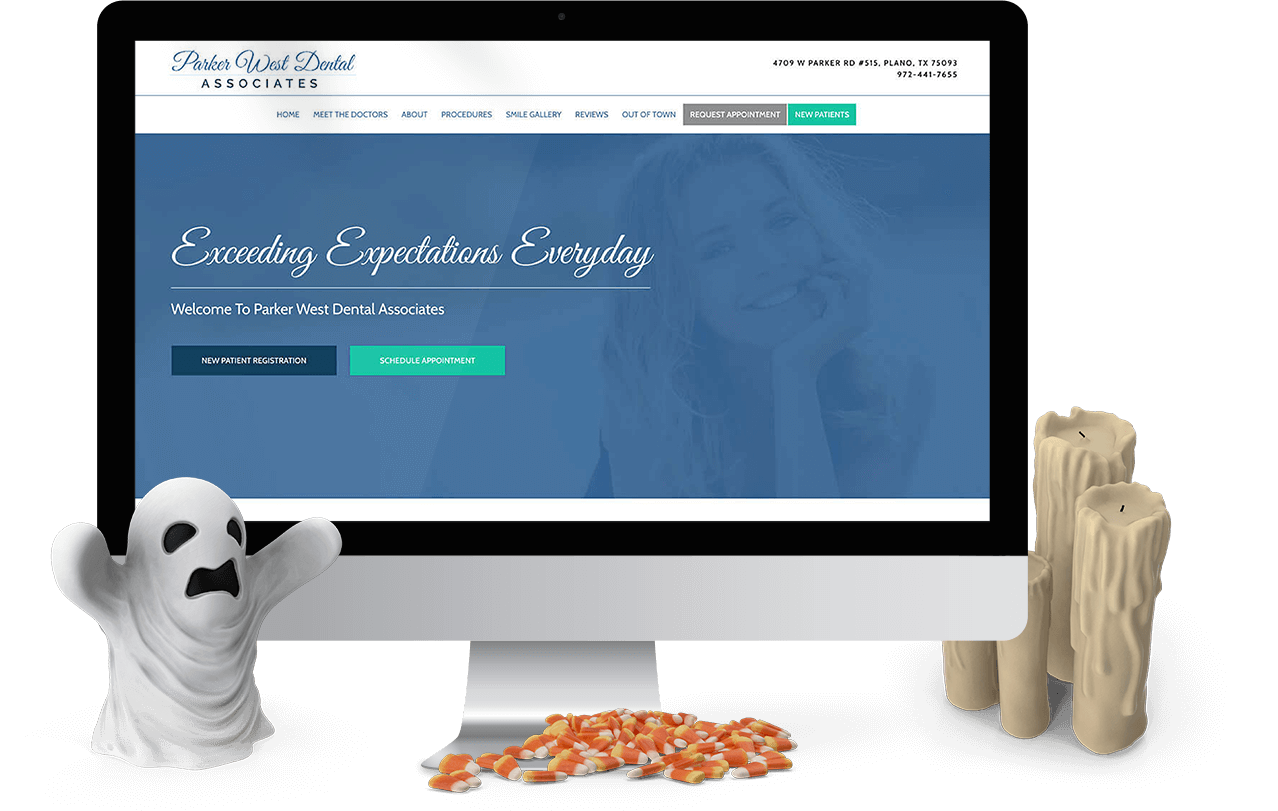 Parker West Dental
ASSOCIATES
4709 W PARKER RD #515, PLANO, TX 75093
972-441-7655
HOME MEET THE DOCTORS ABOUT PROCEDURES SMILE GALLERY REVIEWS OUT OF TOWN REQUEST APPOINTMENT NEW PATIENTS
Exceeding Expectations Everyday
Welcome To Parker West Dental Associates
NEW PATIENT REGISTRATION SCHEDULE APPOINTMENT